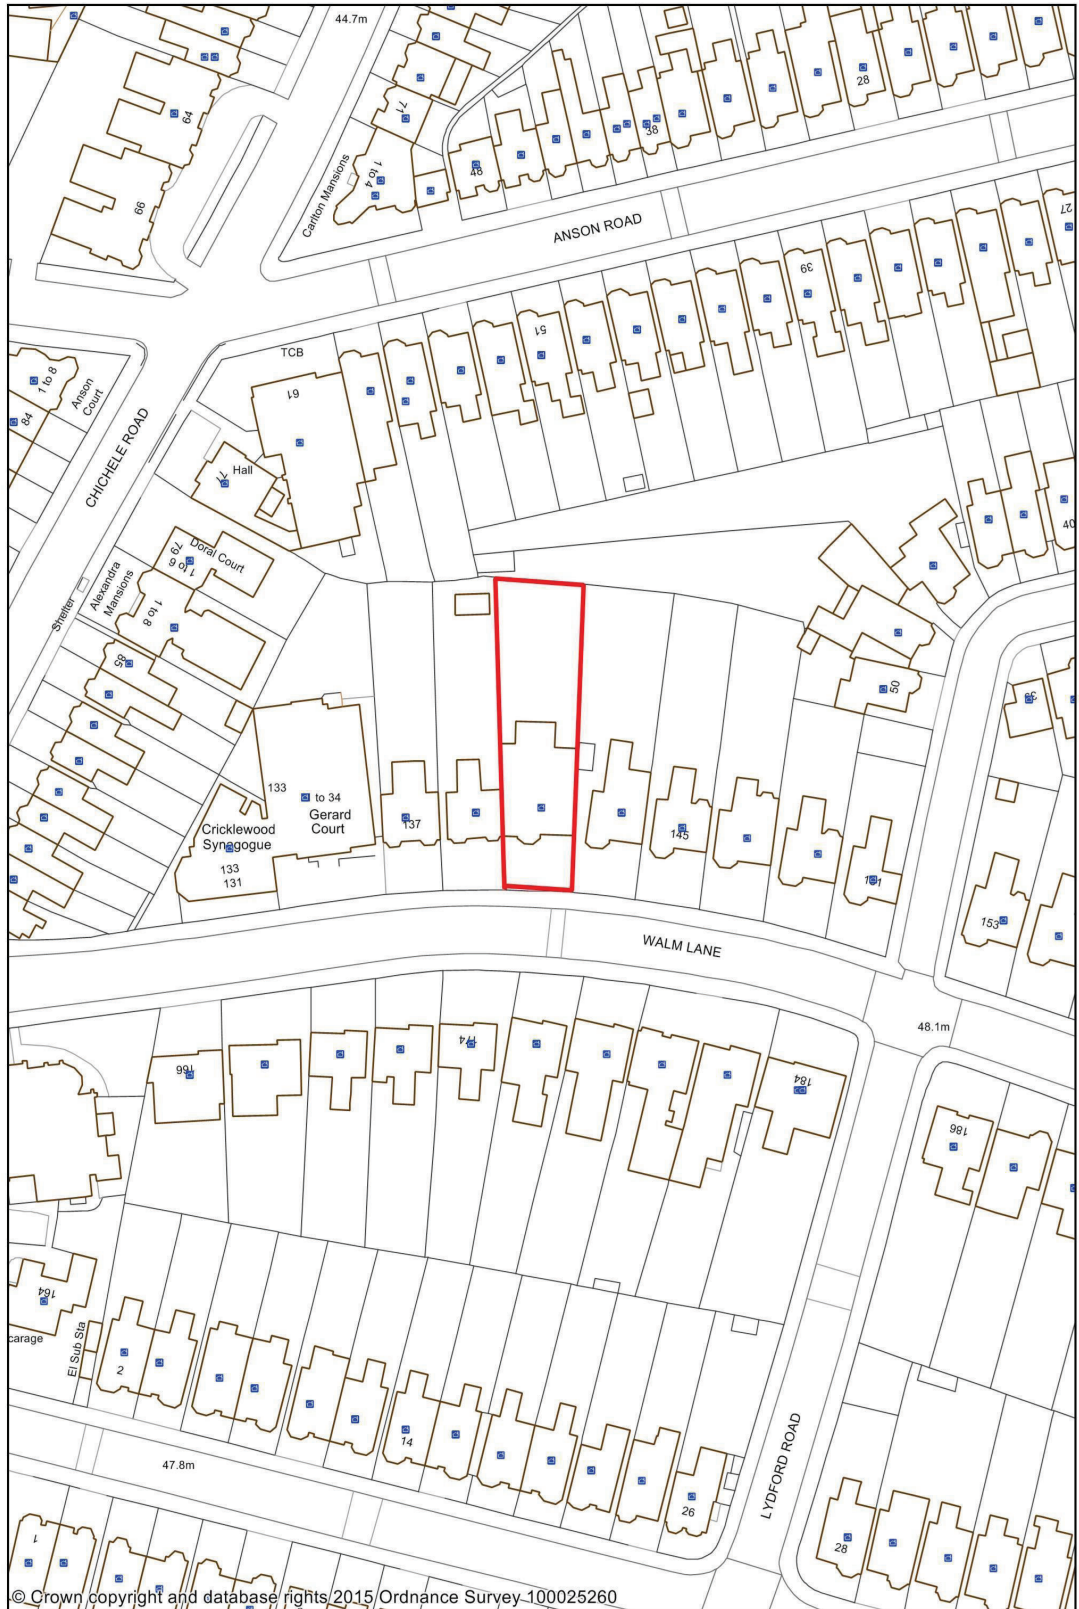 44.7m
64
66
71
1 to 4
Carlton Mansions
48
38
28
27
ANSON ROAD
39
51
TCB
61
1 to 8
Anson
Court
84
CHICHELE ROAD
77
Hall
79
1 to 6
Doral Court
Alexandra
Mansions
1 to 8
Shelter
85
40
50
39
133
1 to 34
Gerard
Court
Cricklewood
Synagogue
133
131
137
145
151
153
WALM LANE
48.1m
166
174
184
186
164
carage
El Sub Sta
2
14
26
28
LYDFORD ROAD
47.8m
1
© Crown copyright and database rights 2015 Ordnance Survey 100025260